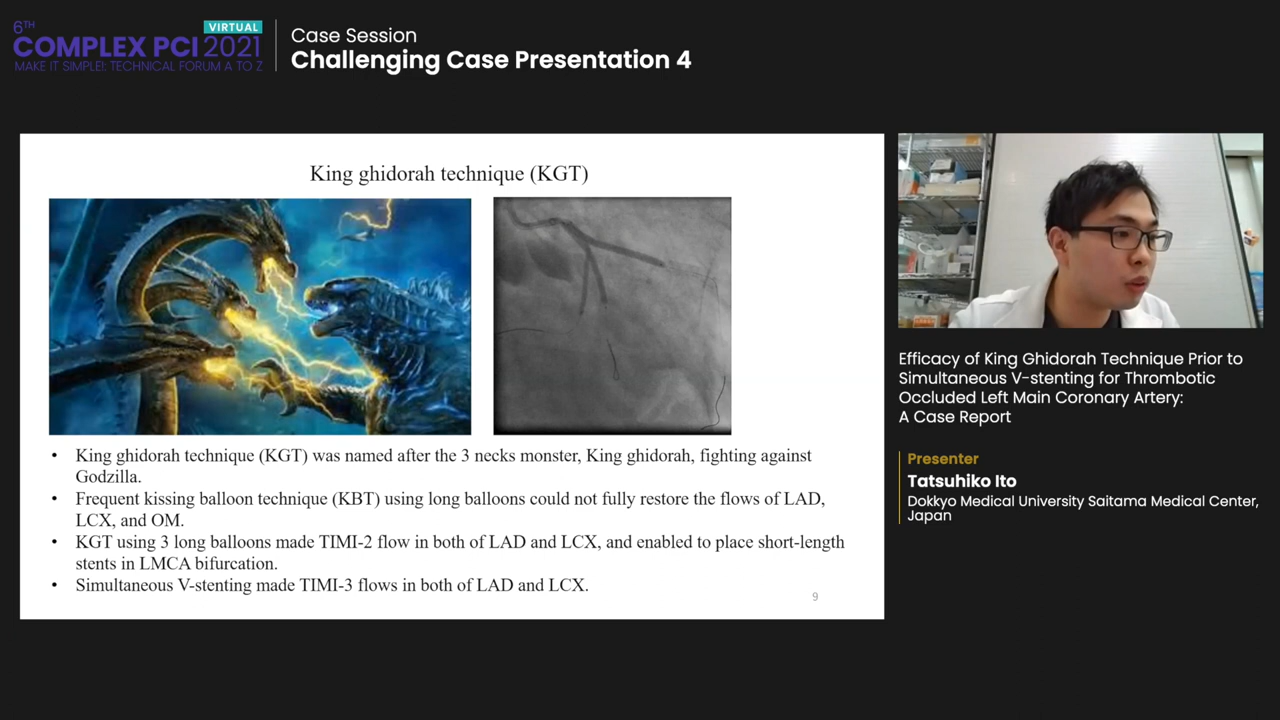 6TH
VIRTUAL
COMPLEX PCI 2021
MAKE IT SIMPLE!: TECHNICAL FORUM A TO Z
Case Session
Challenging Case Presentation 4
King ghidorah technique (KGT)
• King ghidorah technique (KGT) was named after the 3 necks monster, King ghidorah, fighting against
Godzilla.
• Frequent kissing balloon technique (KBT) using long balloons could not fully restore the flows of LAD,
LCX, and OM.
• KGT using 3 long balloons made TIMI-2 flow in both of LAD and LCX, and enabled to place short-length
stents in LMCA bifurcation.
• Simultaneous V-stenting made TIMI-3 flows in both of LAD and LCX.
9
Efficacy of King Ghidorah Technique Prior to
Simultaneous V-stenting for Thrombotic
Occluded Left Main Coronary Artery:
A Case Report
Presenter
Tatsuhiko Ito
Dokkyo Medical University Saitama Medical Center,
Japan